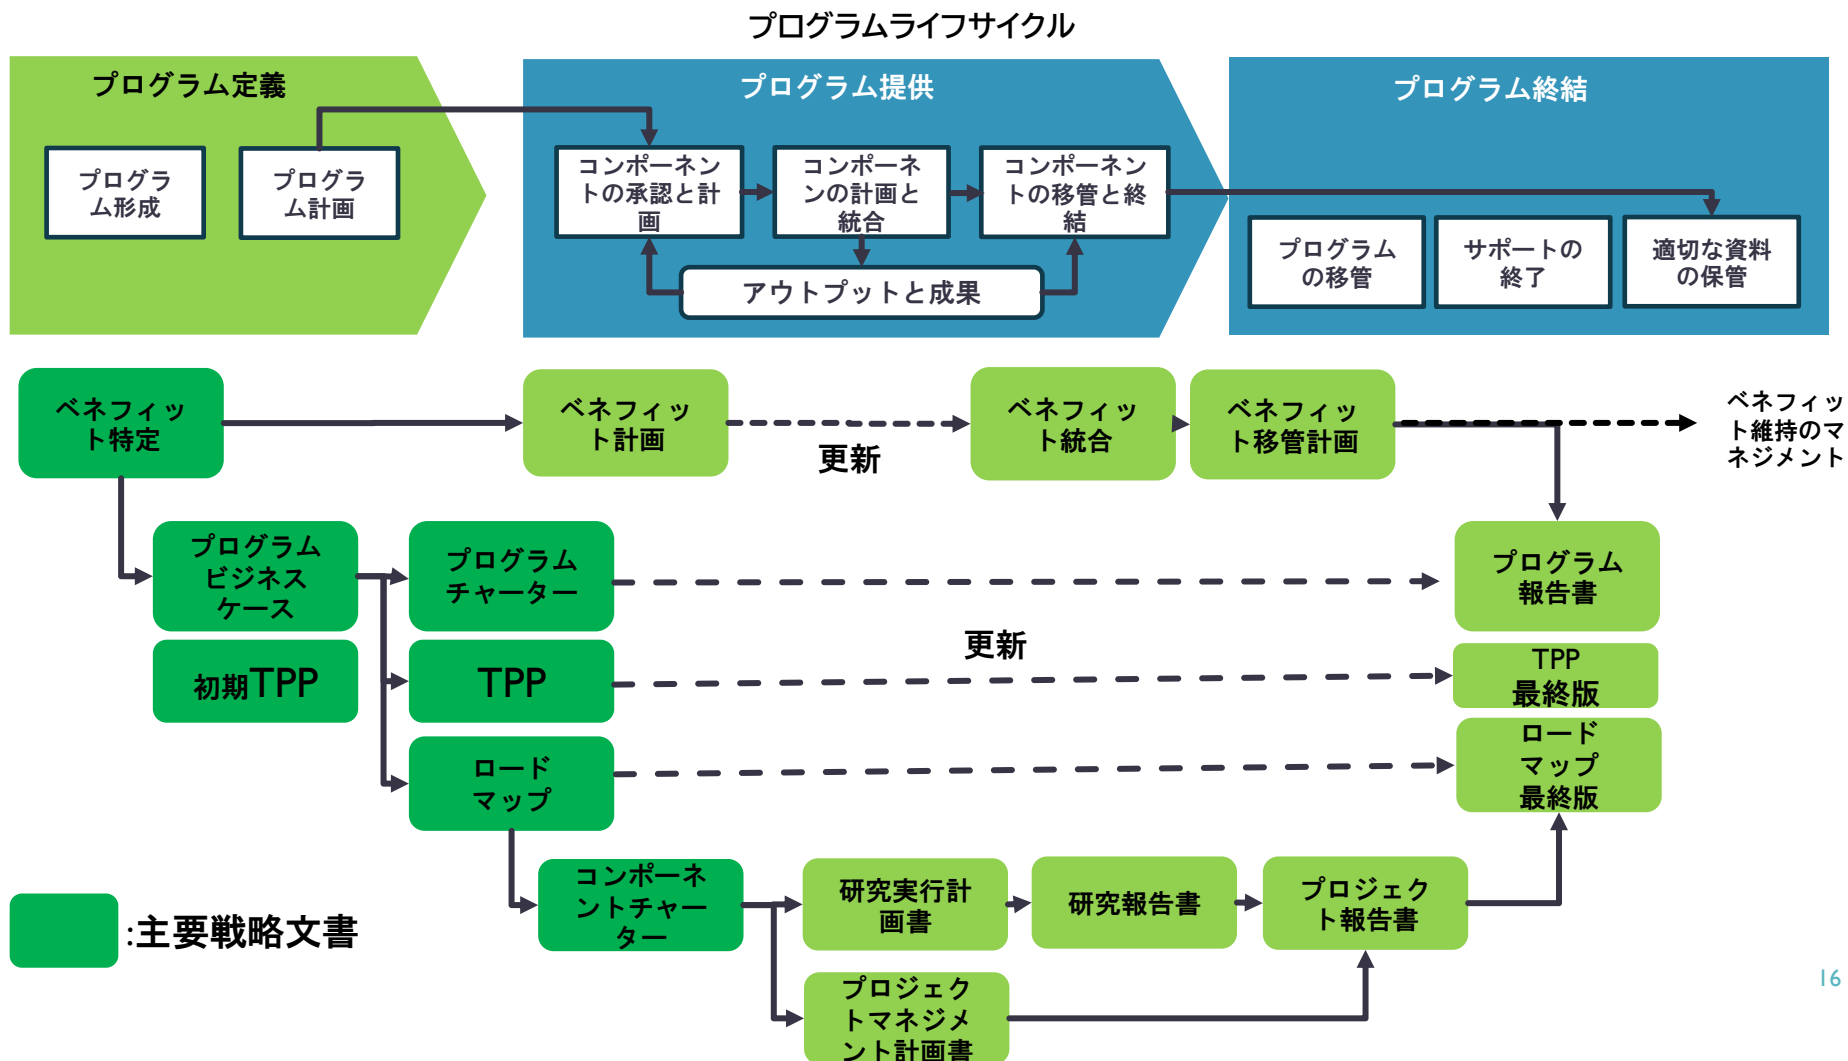 プログラムライフサイクル
プログラム定義
プログラム提供
プログラム終結
プログラ
ム形成
プログラ
ム計画
コンポーネン
トの承認と計
画
コンポーネ
ンの計画と
統合
コンポーネン
トの移管と終
結
アウトプットと成果
プログラム
の移管
サポートの
終了
適切な資料
の保管
ベネフィッ
ト特定
ベネフィッ
ト計画
更新
ベネフィッ
ト統合
ベネフィッ
ト移管計画
ベネフィッ
ト維持のマ
ネジメント
プログラム
ビジネス
ケース
プログラム
チャーター
プログラム
報告書
初期TPP
TPP
更新
TPP
最終版
ロード
マップ
ロード
マップ
最終版
コンポーネ
ントチャー
ター
研究実行計
画書
研究報告書
プロジェク
ト報告書
:主要戦略文書
プロジェク
トマネジメ
ント計画書
16